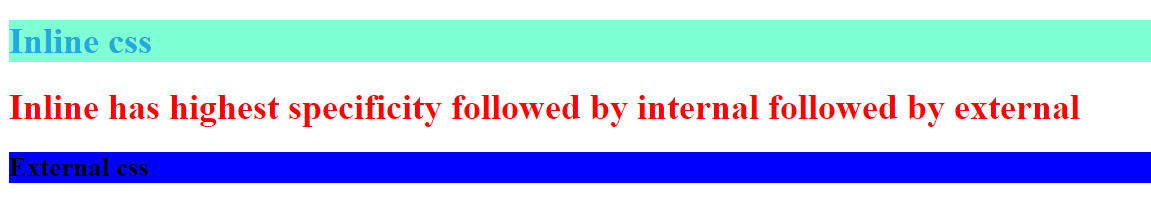 Inline css
Inline has highest specificity followed by internal followed by external
External css